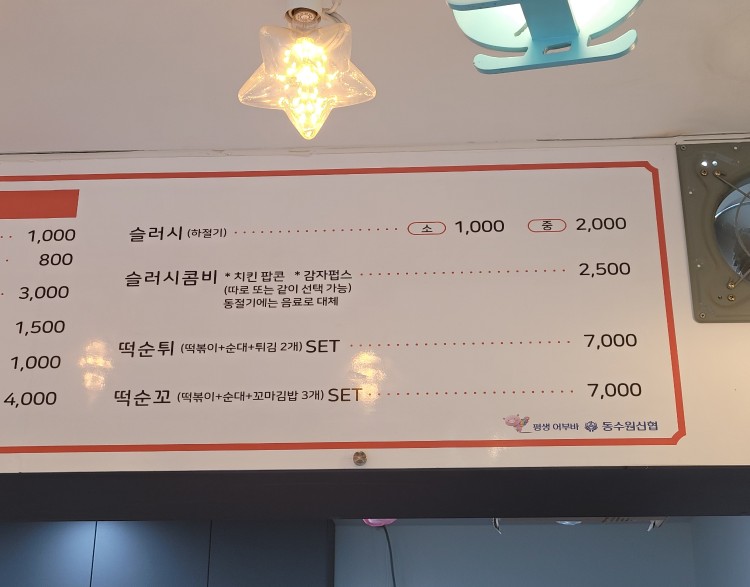 1,000
800
3,000
1,500
1,000
4,000
슬러시 (하절기) 소 1,000 중 2,000
슬러시콤비 * 치킨 팝콘 * 감자펍스 2,500
(따로 또는 같이 선택 가능)
동절기에는 음료로 대체
떡순튀 (떡볶이+순대+튀김 2개) SET 7,000
떡순꼬 (떡볶이+순대+꼬마김밥 3개) SET 7,000
평생 어부바 동수원신협